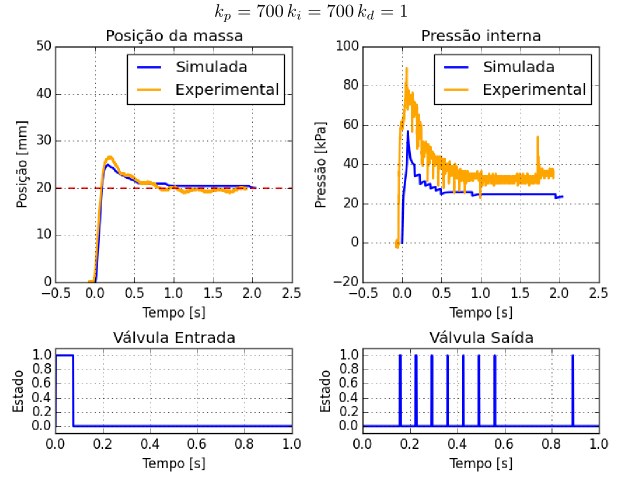 k_p = 700 k_i = 700 k_d = 1
Posição da massa
Pressão interna
50
40
30
20
10
0
Posição [mm]
Simulada
Experimental
−0.5 0.0 0.5 1.0 1.5 2.0 2.5
Tempo [s]
100
80
60
40
20
0
−20
Pressão [kPa]
Simulada
Experimental
−0.5 0.0 0.5 1.0 1.5 2.0 2.5
Tempo [s]
Válvula Entrada
1.0
0.8
0.6
0.4
0.2
0.0
Estado
0.0 0.2 0.4 0.6 0.8 1.0
Tempo [s]
Válvula Saída
1.0
0.8
0.6
0.4
0.2
0.0
Estado
0.0 0.2 0.4 0.6 0.8 1.0
Tempo [s]